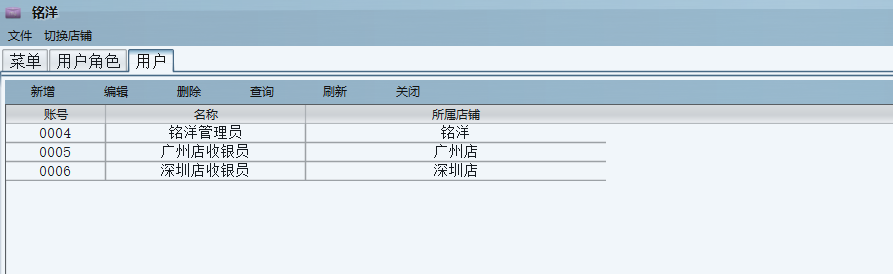 铭洋
文件 切换店铺
菜单 用户角色 用户
新增 编辑 删除 查询 刷新 关闭
账号 名称 所属店铺
0004 铭洋管理员 铭洋
0005 广州店收银员 广州店
0006 深圳店收银员 深圳店